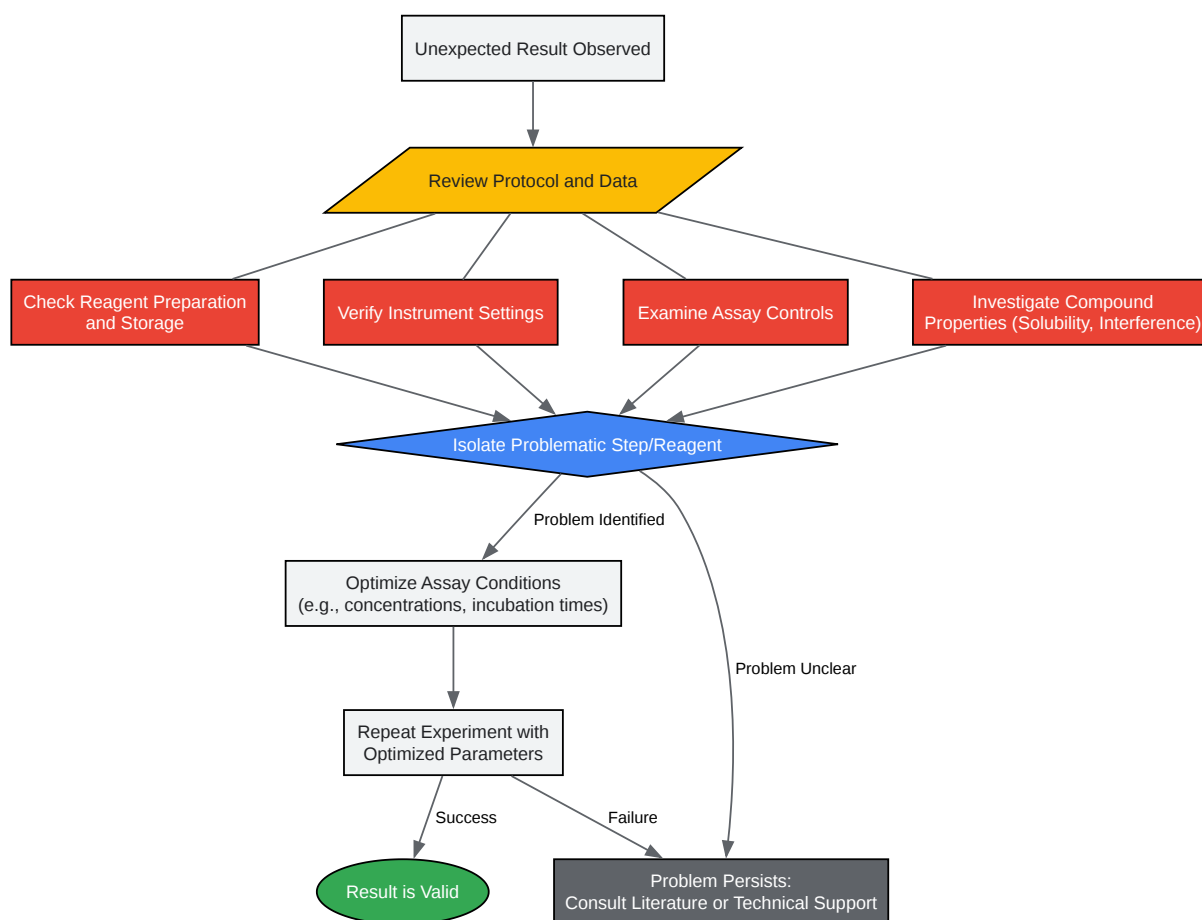 Unexpected Result Observed
Review Protocol and Data
Check Reagent Preparation
and Storage
Verify Instrument Settings
Examine Assay Controls
Investigate Compound
Properties (Solubility, Interference)
Isolate Problematic Step/Reagent
Problem Identified
Optimize Assay Conditions
(e.g., concentrations, incubation times)
Problem Unclear
Repeat Experiment with
Optimized Parameters
Success
Failure
Result is Valid
Problem Persists:
Consult Literature or Technical Support